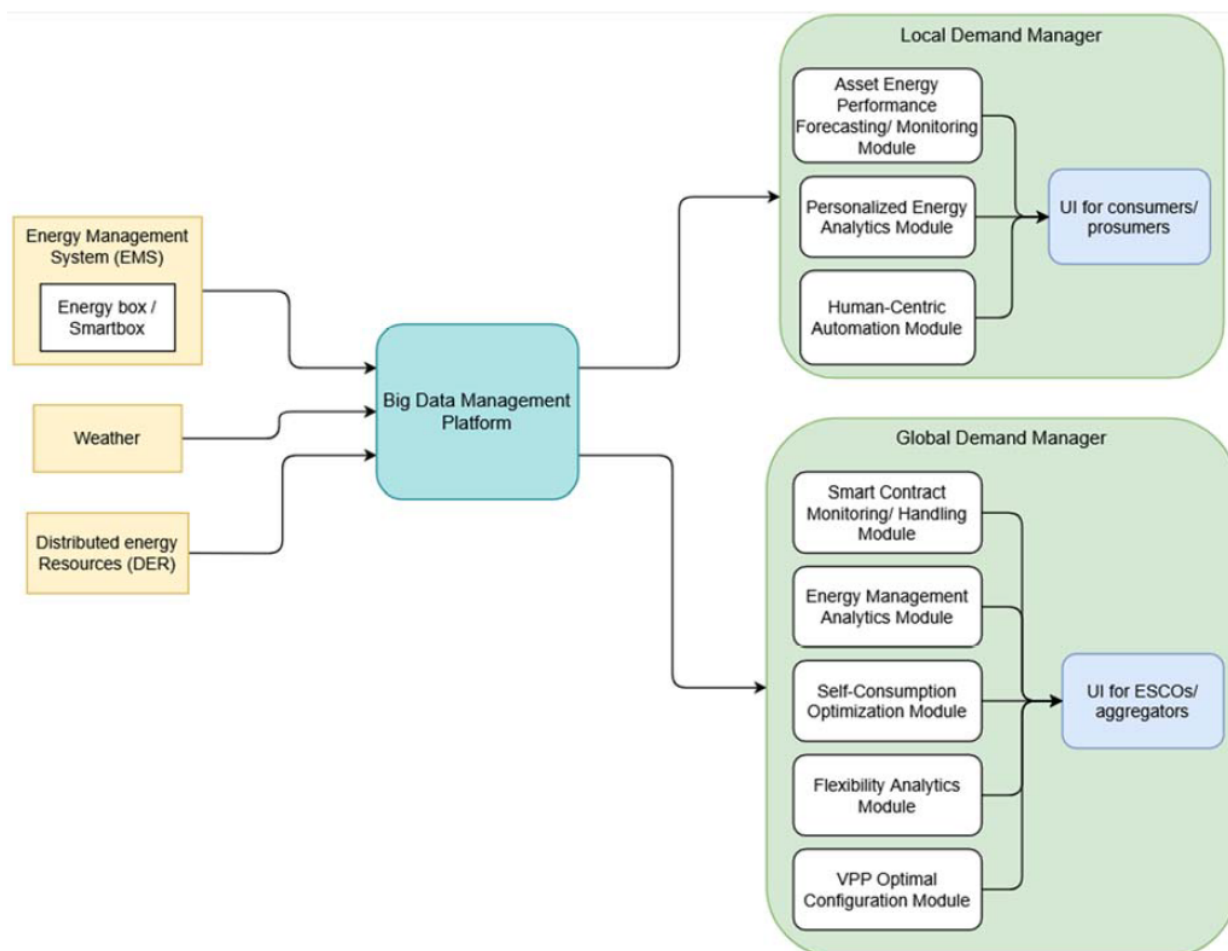 Energy Management
System (EMS)
Energy box /
Smartbox
Weather
Distributed energy
Resources (DER)
Big Data Management
Platform
Local Demand Manager
Asset Energy
Performance
Forecasting/ Monitoring
Module
Personalized Energy
Analytics Module
Human-Centric
Automation Module
UI for consumers/
prosumers
Global Demand Manager
Smart Contract
Monitoring/ Handling
Module
Energy Management
Analytics Module
Self-Consumption
Optimization Module
Flexibility Analytics
Module
VPP Optimal
Configuration Module
UI for ESCOs/
aggregators